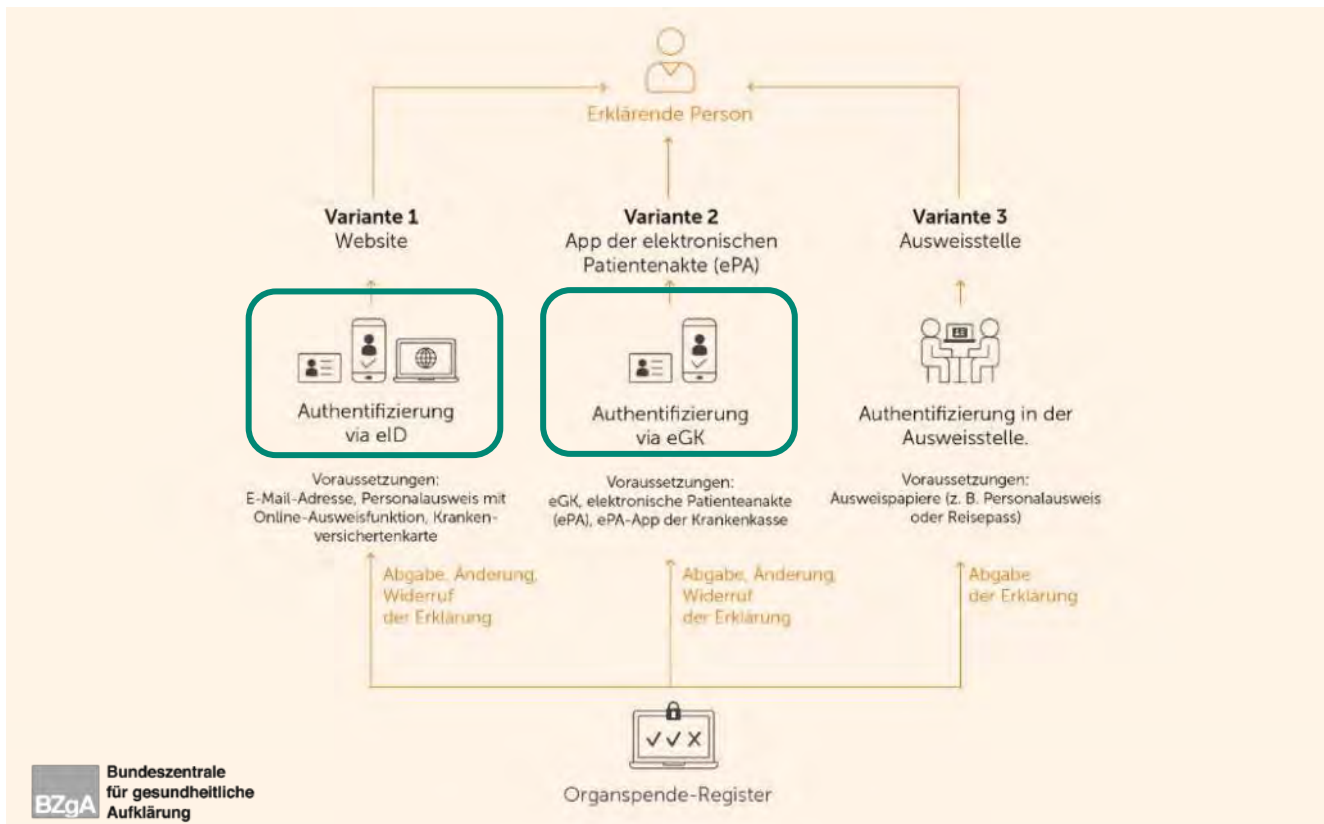 Erklärende Person
Variante 1
Website
Authentifizierung
via eID
Voraussetzungen:
E-Mail-Adresse, Personalausweis mit
Online-Ausweisfunktion, Kranken-
versichertenkarte
Abgabe, Änderung,
Widerruf
der Erklärung
Variante 2
App der elektronischen
Patientenakte (ePA)
Authentifizierung
via eGK
Voraussetzungen:
eGK, elektronische Patienteanakte
(ePA), ePA-App der Krankenkasse
Abgabe, Änderung,
Widerruf
der Erklärung
Variante 3
Ausweisstelle
Authentifizierung in der
Ausweisstelle.
Voraussetzungen:
Ausweispapiere (z. B. Personalausweis
oder Reisepass)
Abgabe
der Erklärung
Organspende-Register
BZgA
Bundeszentrale
für gesundheitliche
Aufklärung